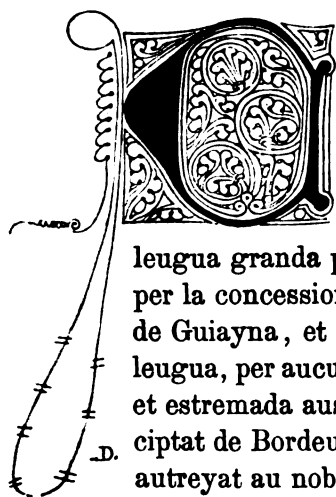 leugua granda p
per la concession
de Guiayna, et
leugua, per aucu
et estremada aus
ciptat de Bordeu
autreyat au nob
D.